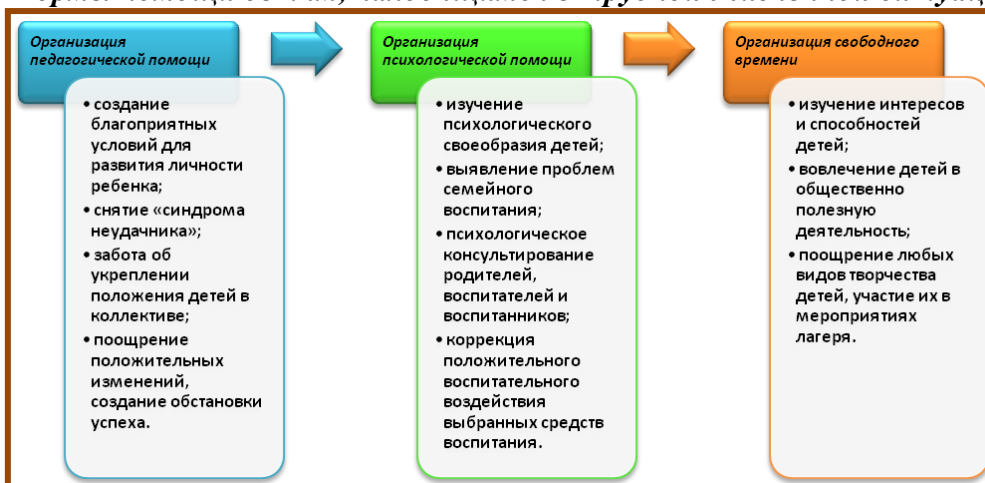 Организация
педагогической помощи
• создание
благоприятных
условий для
развития личности
ребенка;
• снятие «синдрома
неудачника»;
• забота об
укреплении
положения детей в
коллективе;
• поощрение
положительных
изменений,
создание обстановки
успеха.
Организация
психологической помощи
• изучение
психологического
своеобразия детей;
• выявление проблем
семейного
воспитания;
• психологическое
консультирование
родителей,
воспитателей и
воспитанников;
• коррекция
положительного
воспитательного
воздействия
выбранных средств
воспитания.
Организация свободного
времени
• изучение интересов
и способностей
детей;
• вовлечение детей в
общественно
полезную
деятельность;
• поощрение любых
видов творчества
детей, участие их в
мероприятиях
лагеря.